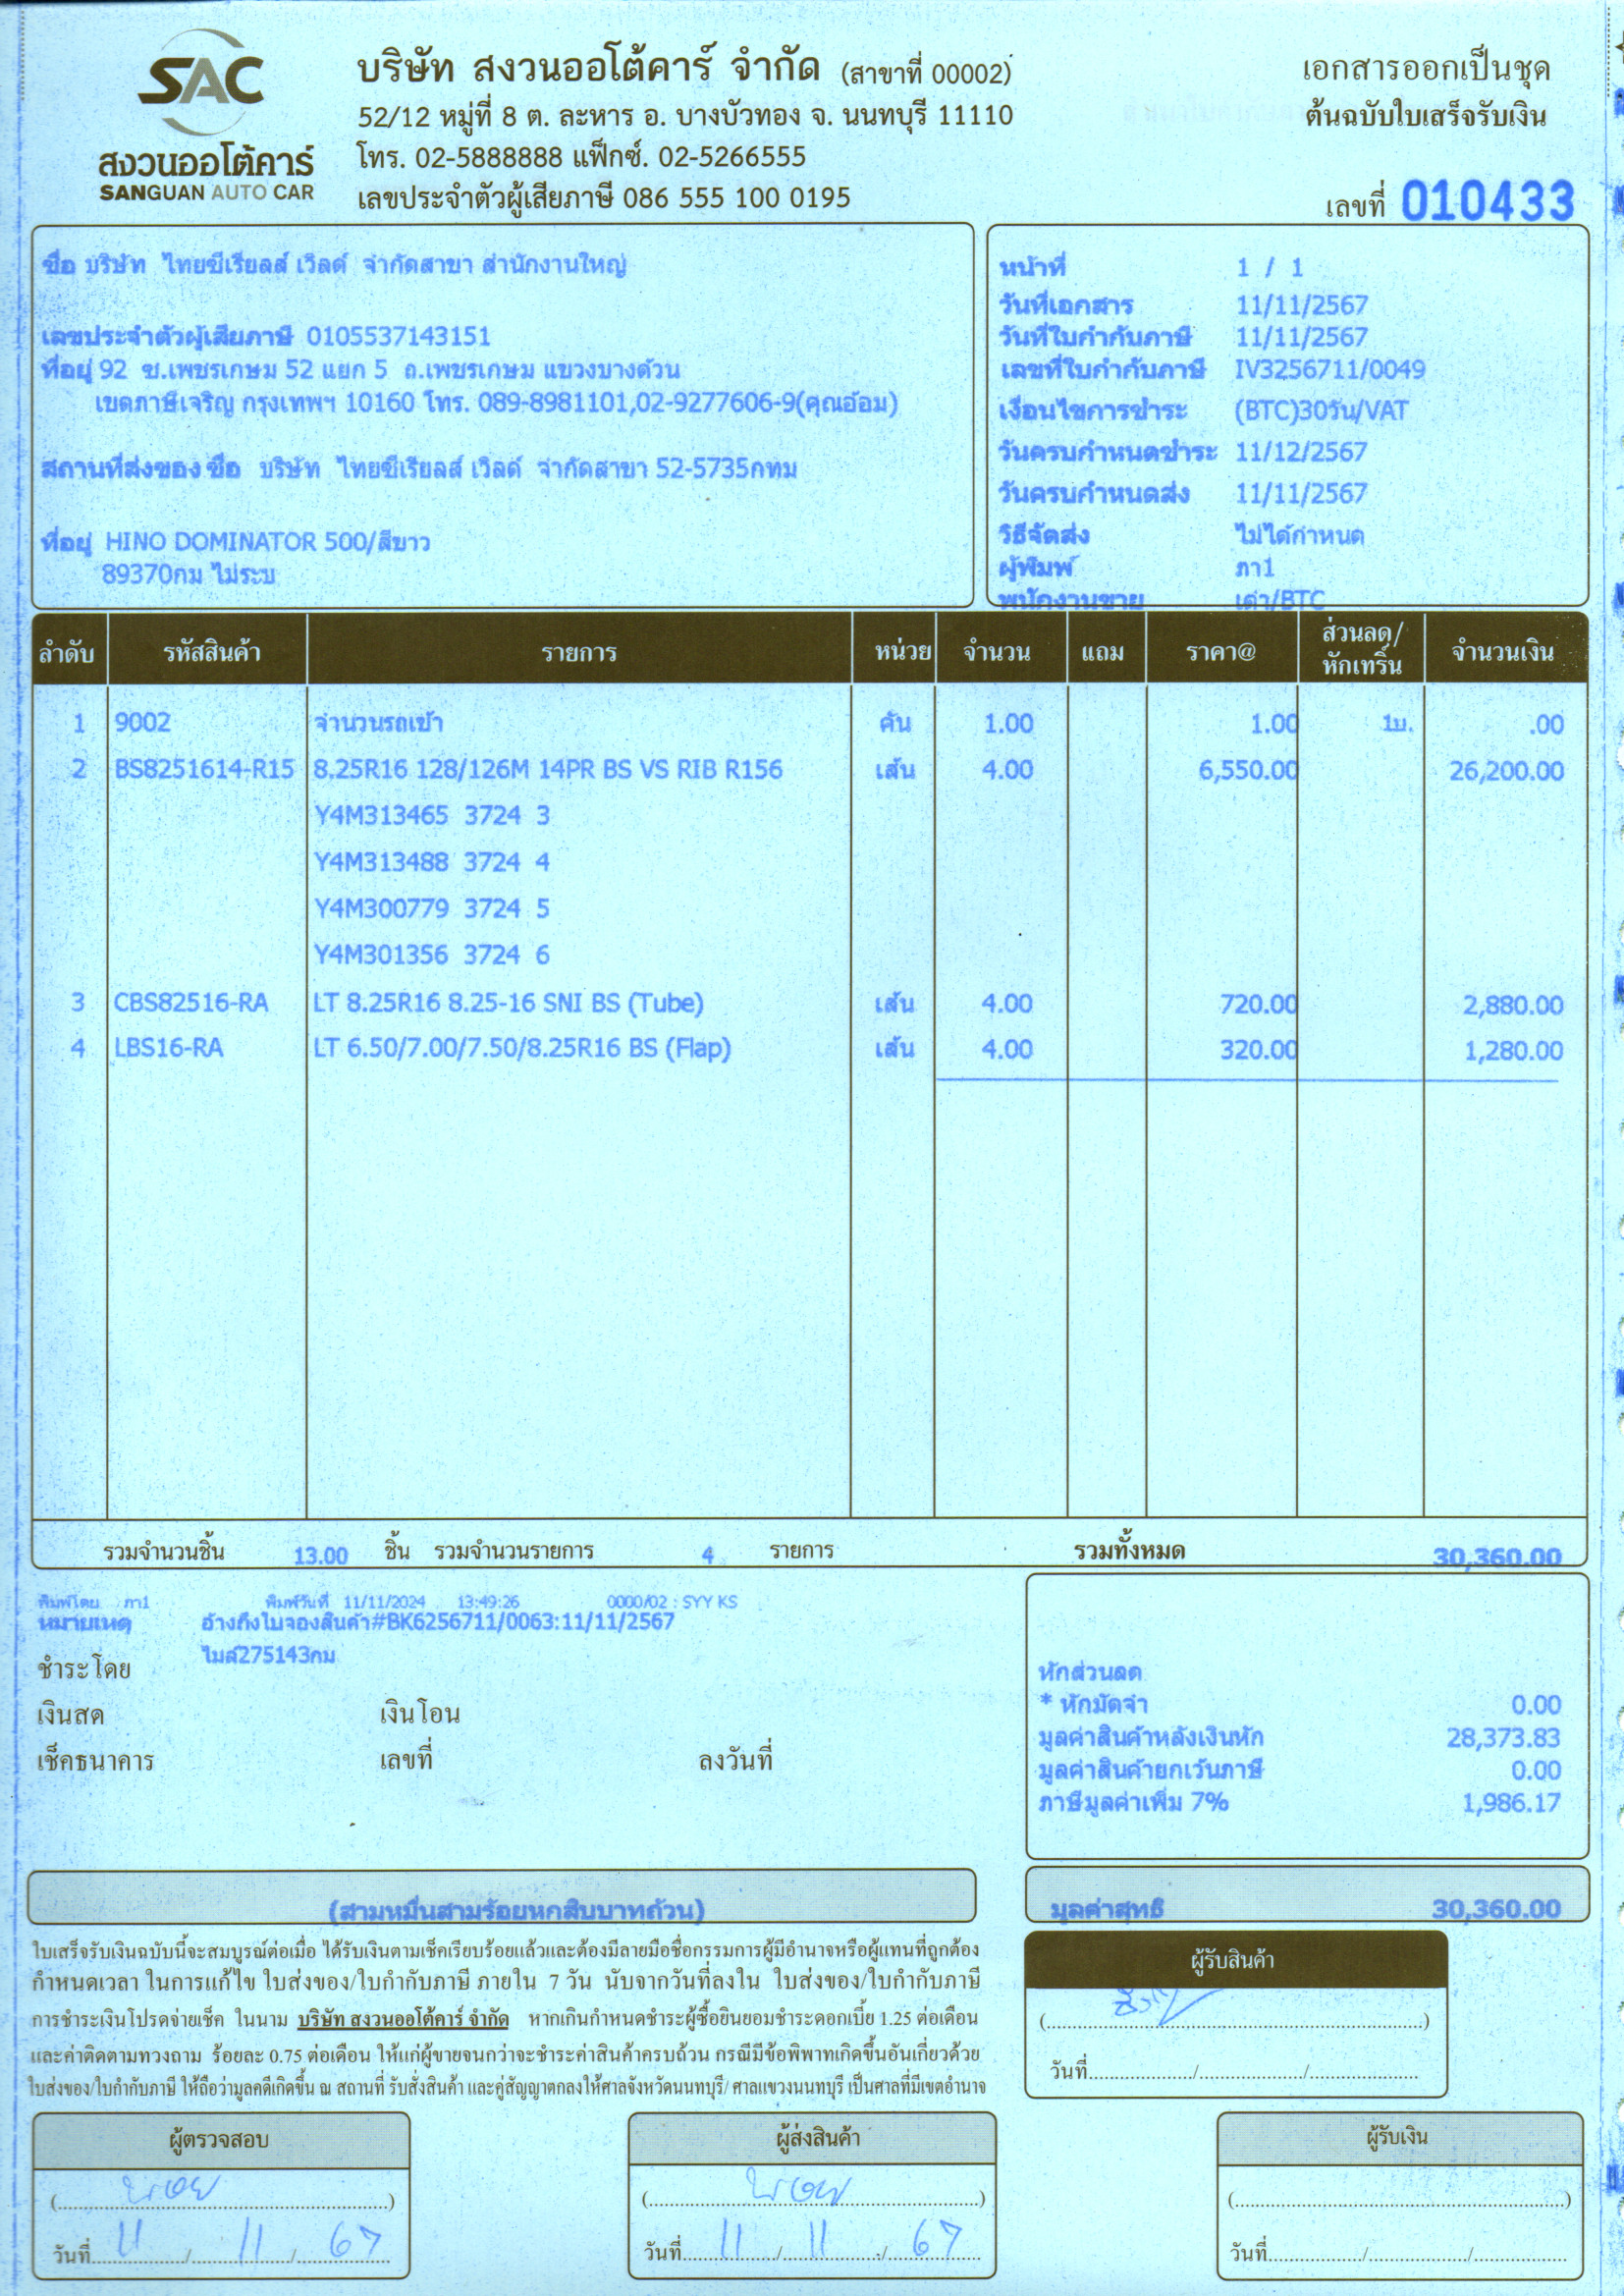 SAC
สงวนออโต้คาร์
SANGUAN AUTO CAR
บริษัท สงวนออโต้คาร์ จำกัด (สาขาที่ 00002)
52/12 หมู่ที่ 8 ต. ละหาร อ. บางบัวทอง จ. นนทบุรี 11110
โทร. 02-5888888 แฟ็กซ์. 02-5266555
เลขประจำตัวผู้เสียภาษี 086 555 100 0195
เอกสารออกเป็นชุด
ต้นฉบับใบเสร็จรับเงิน
เลขที่ 010433
ชื่อ บริษัท ไทยซีเรียลส์ เวิลด์ จำกัดสาขา สำนักงานใหญ่
เลขประจำตัวผู้เสียภาษี 0105537143151
ที่อยู่ 92 ซ.เพชรเกษม 52 แยก 5 ถ.เพชรเกษม แขวงบางด้วน
เขตภาษีเจริญ กรุงเทพฯ 10160 โทร. 089-8981101,02-9277606-9(คุณอ้อม)
สถานที่ส่งของ ชื่อ บริษัท ไทยซีเรียลส์ เวิลด์ จำกัดสาขา 52-5735กทม
ที่อยู่ HINO DOMINATOR 500/สีขาว
89370กม ไม่ระบ
หน้าที่ 1 / 1
วันที่เอกสาร 11/11/2567
วันที่ใบกำกับภาษี 11/11/2567
เลขที่ใบกำกับภาษี IV3256711/0049
เงื่อนไขการชำระ (BTC)30วัน/VAT
วันครบกำหนดชำระ 11/12/2567
วันครบกำหนดส่ง 11/11/2567
วิธีจัดส่ง ไม่ได้กำหนด
ผู้พิมพ์ ภา1
พนักงานขาย เต๋า/BTC
ลำดับ รหัสสินค้า รายการ หน่วย จำนวน แถม ราคา@ ส่วนลด/หักเทริ์น จำนวนเงิน
1 9002 จำนวนรถเข้า คัน 1.00 1.00 1บ. .00
2 BS8251614-R15 8.25R16 128/126M 14PR BS VS RIB R156 เส้น 4.00 6,550.00 26,200.00
Y4M313465 3724 3
Y4M313488 3724 4
Y4M300779 3724 5
Y4M301356 3724 6
3 CBS82516-RA LT 8.25R16 8.25-16 SNI BS (Tube) เส้น 4.00 720.00 2,880.00
4 LBS16-RA LT 6.50/7.00/7.50/8.25R16 BS (Flap) เส้น 4.00 320.00 1,280.00
รวมจำนวนชิ้น 13.00 ชิ้น รวมจำนวนรายการ 4 รายการ รวมทั้งหมด 30,360.00
พิมพ์โดย ภา1 พิมพ์วันที่ 11/11/2024 13:49:26 0000/02 : SYY KS
หมายเหตุ อ้างถึงใบจองสินค้า#BK6256711/0063:11/11/2567
ไมล์275143กม
ชำระโดย
เงินสด เงินโอน
เช็คธนาคาร เลขที่ ลงวันที่
หักส่วนลด
* หักมัดจำ 0.00
มูลค่าสินค้าหลังเงินหัก 28,373.83
มูลค่าสินค้ายกเว้นภาษี 0.00
ภาษีมูลค่าเพิ่ม 7% 1,986.17
(สามหมื่นสามร้อยหกสิบบาทถ้วน)
มูลค่าสุทธิ 30,360.00
ใบเสร็จรับเงินฉบับนี้จะสมบูรณ์ต่อเมื่อ ได้รับเงินตามเช็คเรียบร้อยแล้วและต้องมีลายมือชื่อกรรมการผู้มีอำนาจหรือผู้แทนที่ถูกต้อง
กำหนดเวลา ในการแก้ไข ใบส่งของ/ใบกำกับภาษี ภายใน 7 วัน นับจากวันที่ลงใน ใบส่งของ/ใบกำกับภาษี
การชำระเงินโปรดจ่ายเช็ค ในนาม บริษัท สงวนออโต้คาร์ จำกัด หากเกินกำหนดชำระผู้ซื้อยินยอมชำระดอกเบี้ย 1.25 ต่อเดือน
และค่าติดตามทวงถาม ร้อยละ 0.75 ต่อเดือน ให้แก่ผู้ขายจนกว่าจะชำระค่าสินค้าครบถ้วน กรณีมีข้อพิพาทเกิดขึ้นอันเกี่ยวด้วย
ใบส่งของ/ใบกำกับภาษี ให้ถือว่ามูลคดีเกิดขึ้น ณ สถานที่ รับสั่งสินค้า และคู่สัญญาตกลงให้ศาลจังหวัดนนทบุรี/ ศาลแขวงนนทบุรี เป็นศาลที่มีเขตอำนาจ
ผู้รับสินค้า
วันที่
ผู้ตรวจสอบ
วันที่ 11 / 11 / 67
ผู้ส่งสินค้า
วันที่ 11 / 11 / 67
ผู้รับเงิน
วันที่